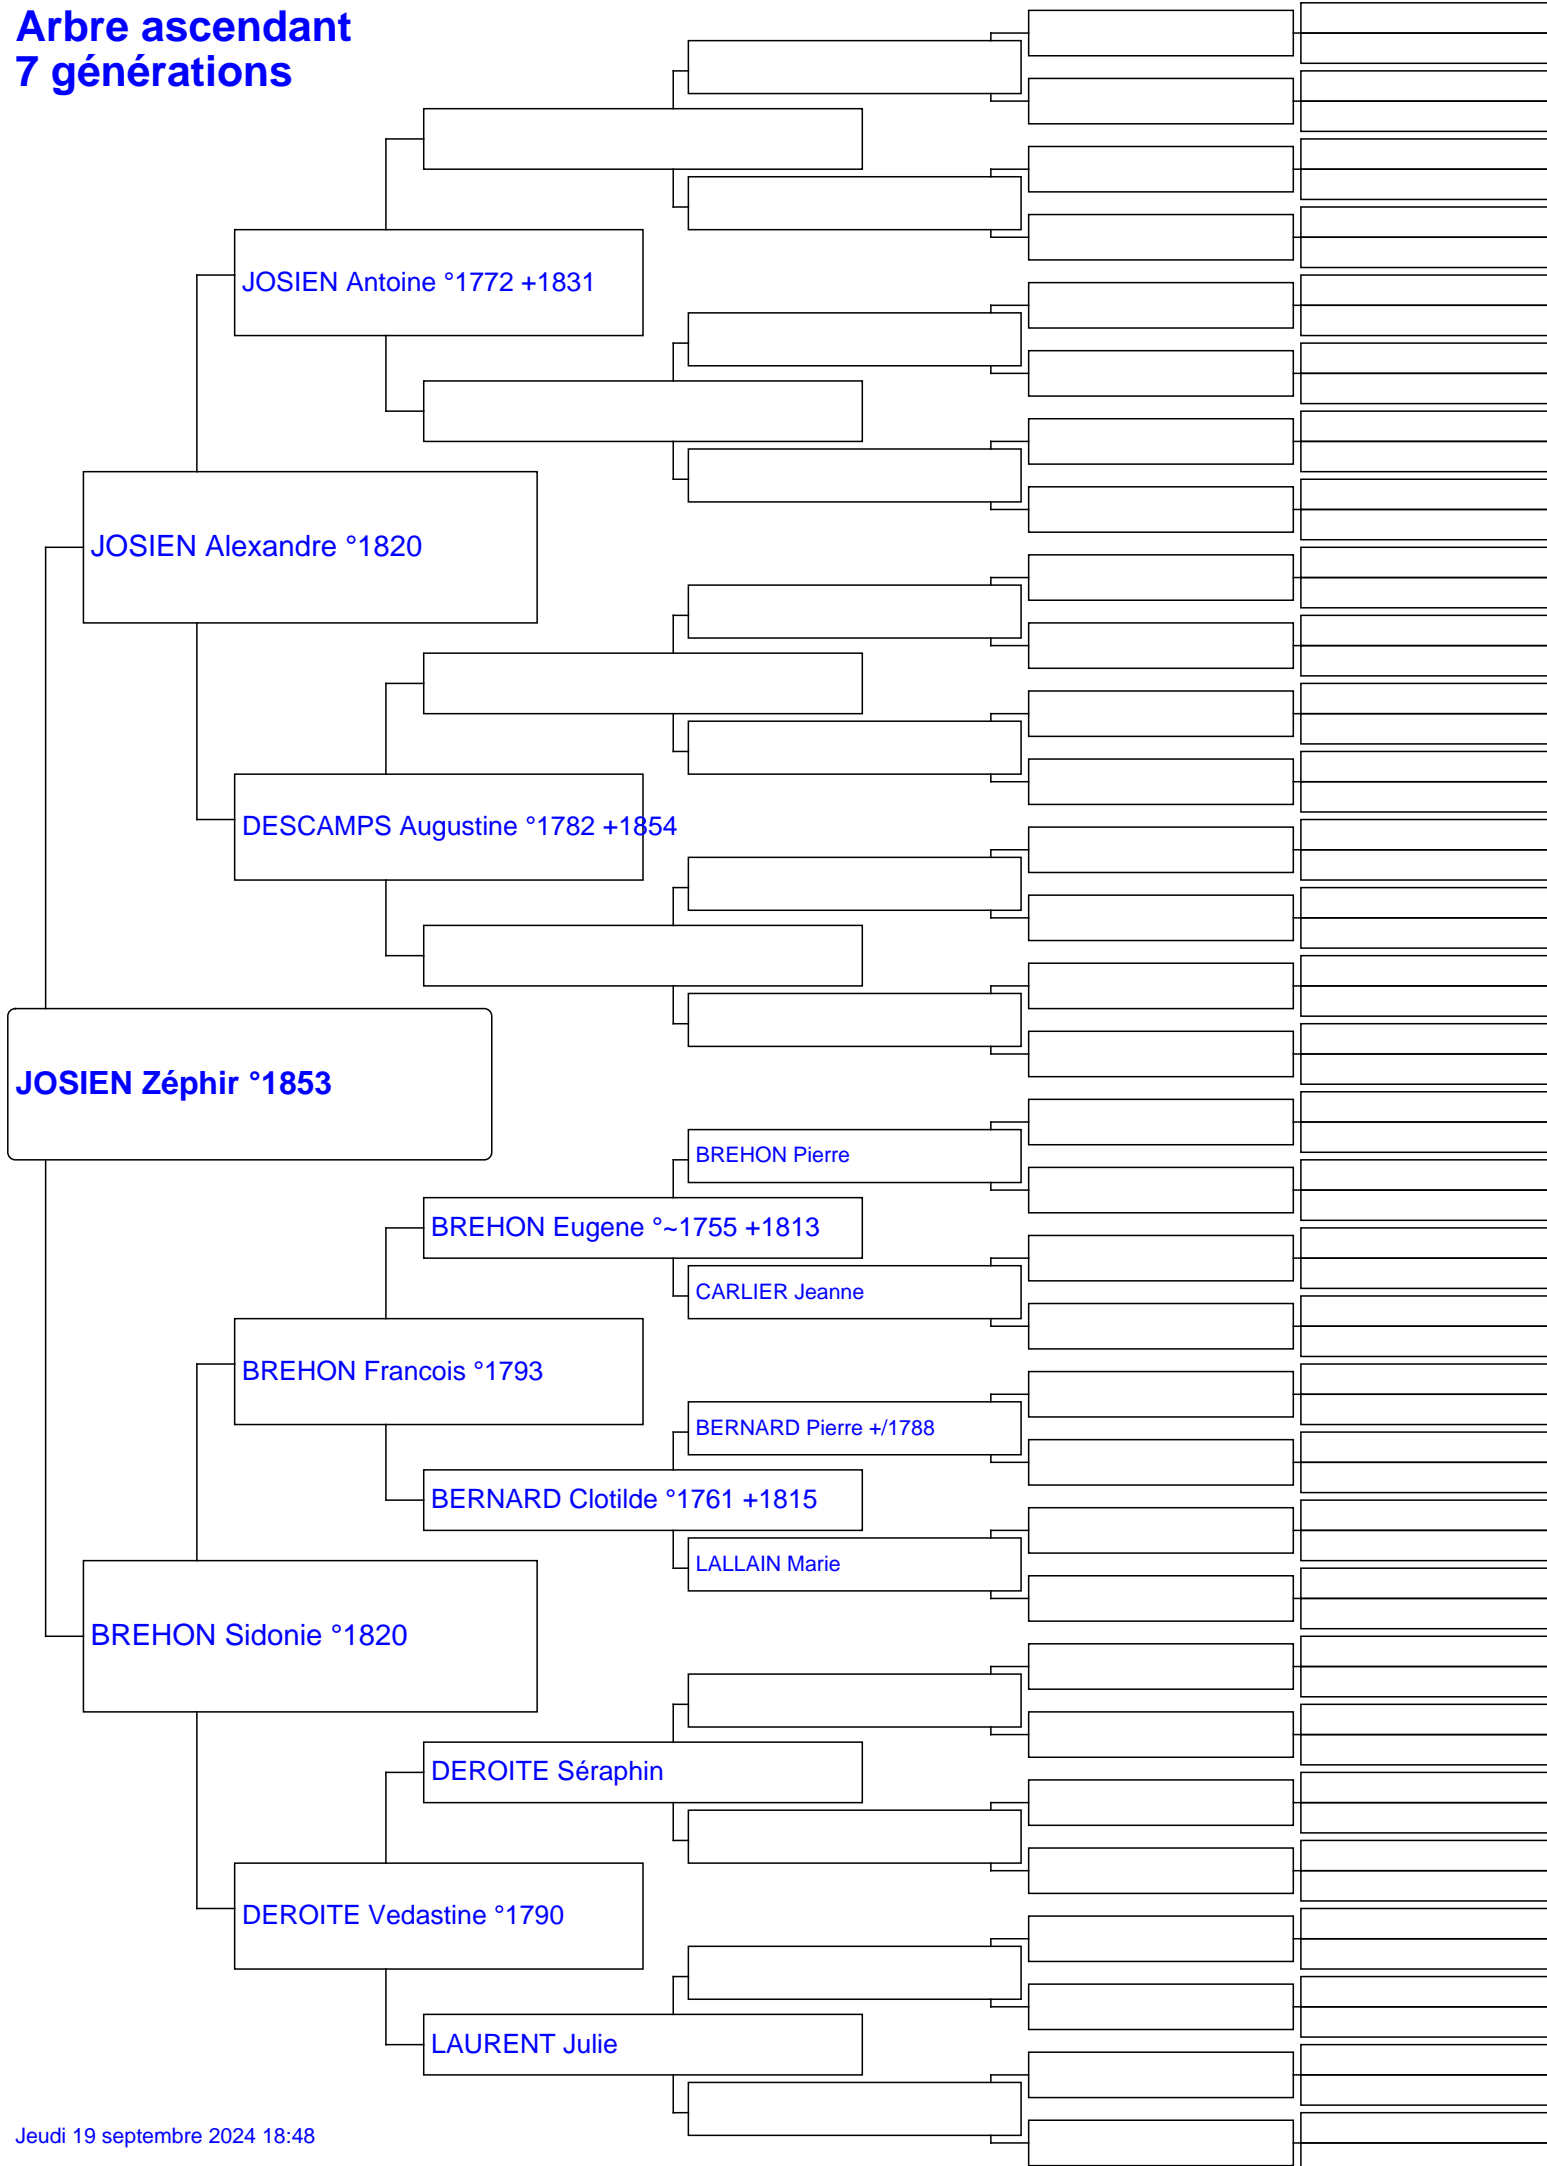 Arbre ascendant
7 générations
JOSIEN Antoine °1772 +1831
JOSIEN Alexandre °1820
DESCAMPS Augustine °1782 +1854
JOSIEN Zéphir °1853
BREHON Pierre
BREHON Eugene °~1755 +1813
CARLIER Jeanne
BREHON Francois °1793
BERNARD Pierre +/1788
BERNARD Clotilde °1761 +1815
LALLAIN Marie
BREHON Sidonie °1820
DEROITE Séraphin
DEROITE Vedastine °1790
LAURENT Julie
Jeudi 19 septembre 2024 18:48